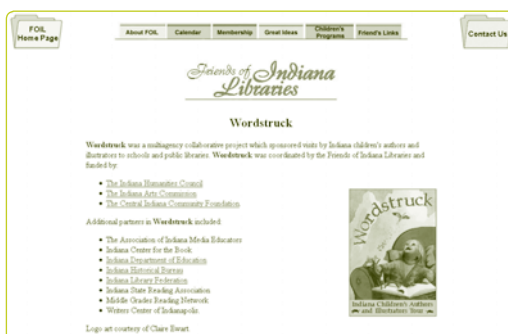 FOIL
Home Page
About FOIL
Calendar
Membership
Great Ideas
Children's
Programs
Friend's Links
Contact Us
Friends of Indiana
Libraries
Wordstruck
Wordstruck was a multiagency collaborative project which sponsored visits by Indiana children's authors and
illustrators to schools and public libraries. Wordstruck was coordinated by the Friends of Indiana Libraries and
funded by:
• The Indiana Humanities Council
• The Indiana Arts Commission
• The Central Indiana Community Foundation
Additional partners in Wordstruck included:
• The Association of Indiana Media Educators
• Indiana Center for the Book
• Indiana Department of Education
• Indiana Historical Bureau
• Indiana Library Federation
• Indiana State Reading Association
• Middle Grades Reading Network
• Writers Center of Indianapolis
Wordstruck
Indiana Children's Authors
and Illustrators Tour
Logo art courtesy of Claire Ewart